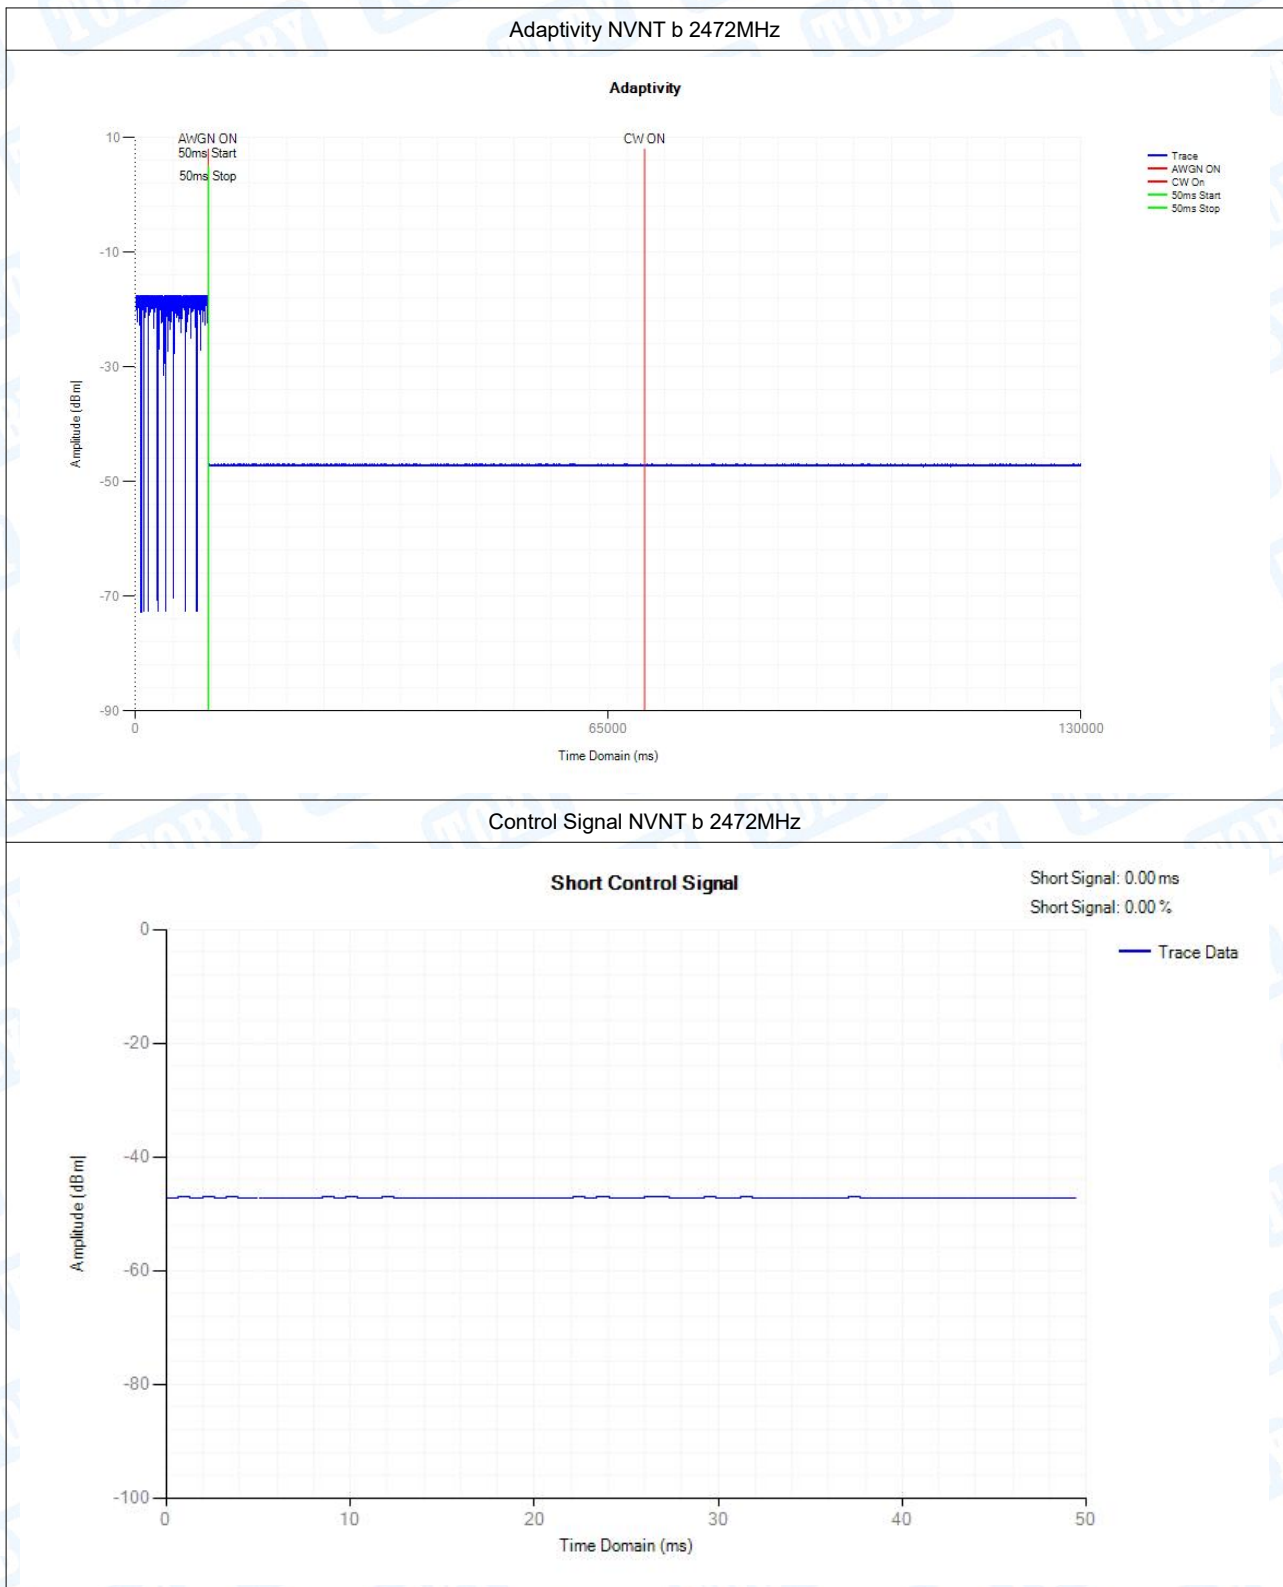 Adaptivity NVNT b 2472MHz
Adaptivity
AWGN ON
50ms Start
50ms Stop
CW ON
Trace
AWGN ON
CW On
50ms Start
50ms Stop
10
-10
-30
-50
-70
-90
Amplitude (dBm|
0
65000
130000
Time Domain (ms)
Control Signal NVNT b 2472MHz
Short Control Signal
Short Signal: 0.00 ms
Short Signal: 0.00 %
Trace Data
0
-20
-40
-60
-80
-100
Amplitude (dBm|
0
10
20
30
40
50
Time Domain (ms)
TOBY